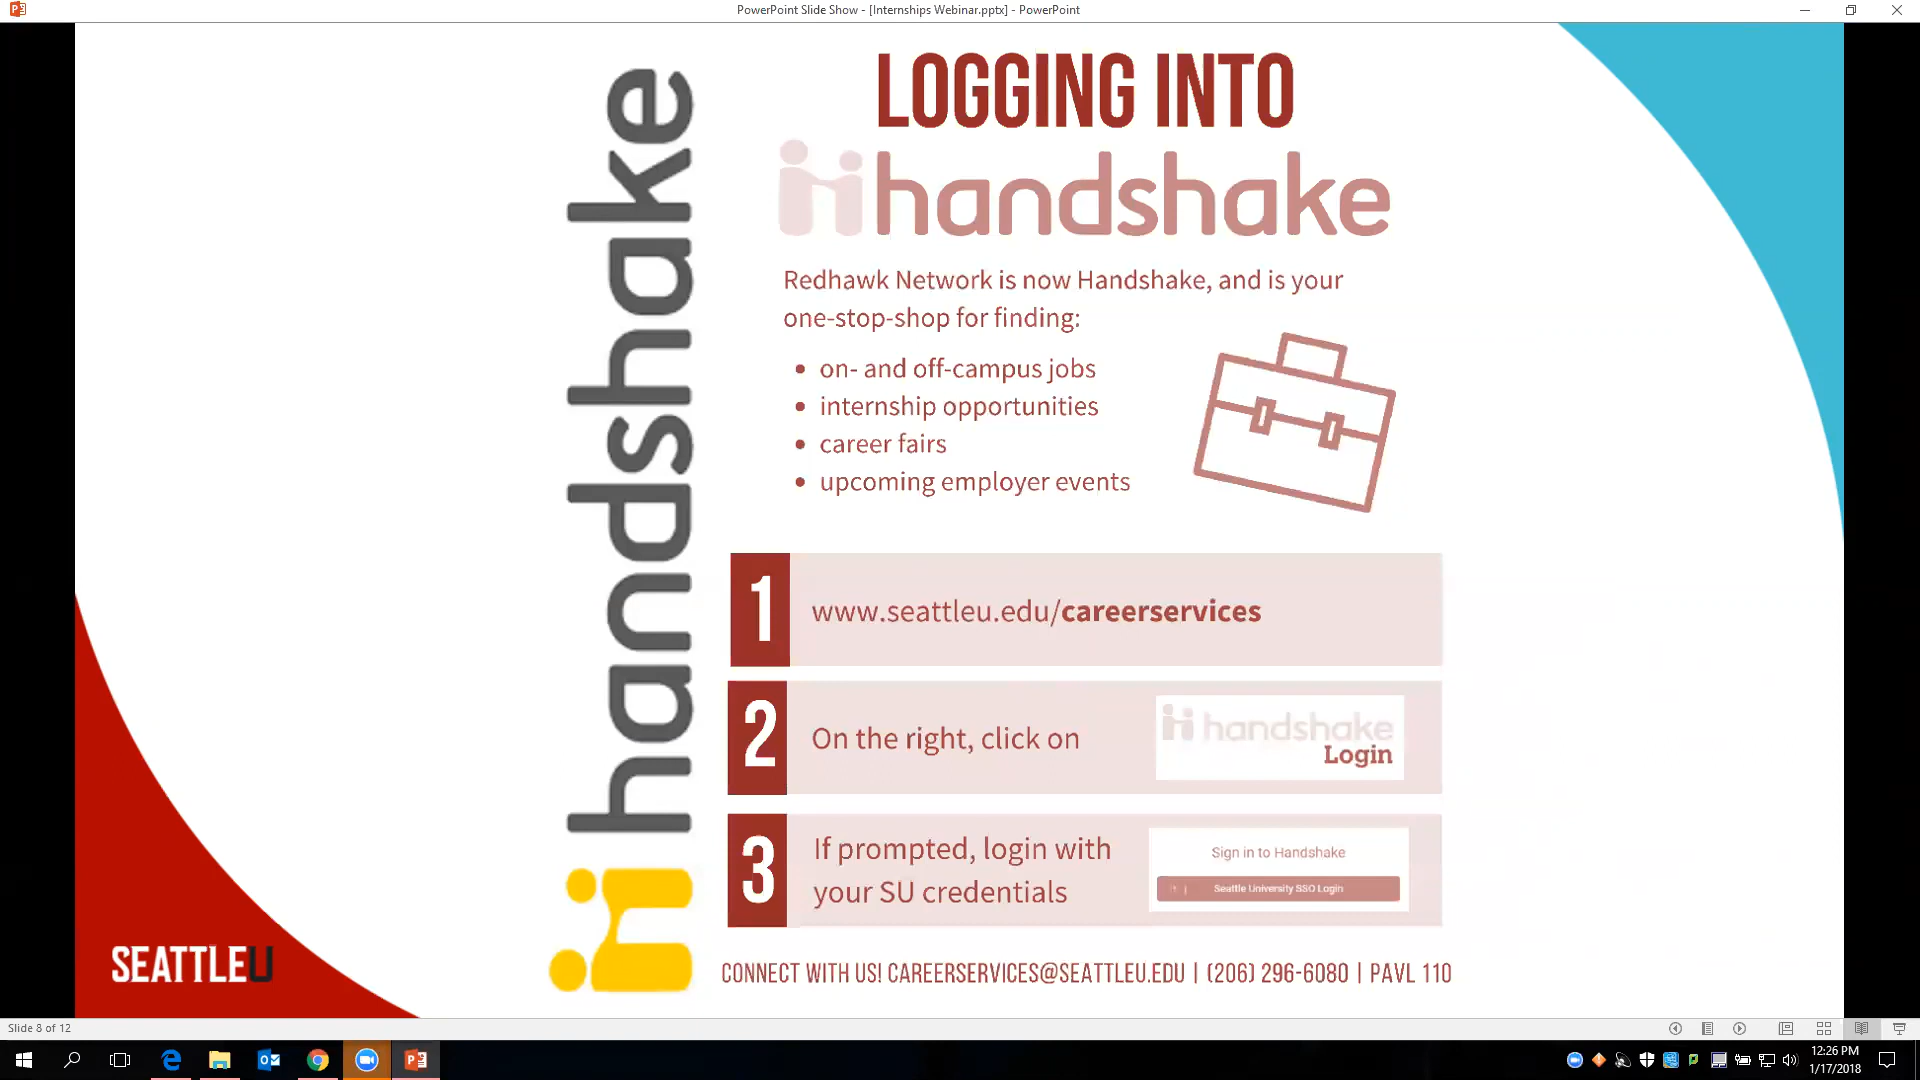 PowerPoint Slide Show - [Internships Webinar.pptx] - PowerPoint
LOGGING INTO
handshake
handshake
Redhawk Network is now Handshake, and is your
one-stop-shop for finding:
• on- and off-campus jobs
• internship opportunities
• career fairs
• upcoming employer events
1 www.seattleu.edu/careerservices
2 On the right, click on
handshake
Login
3 If prompted, login with
your SU credentials
Sign in to Handshake
Seattle University SSO Login
SEATTLEU
CONNECT WITH US! CAREERSERVICES@SEATTLEU.EDU | (206) 296-6080 | PAVL 110
Slide 8 of 12
12:26 PM
1/17/2018